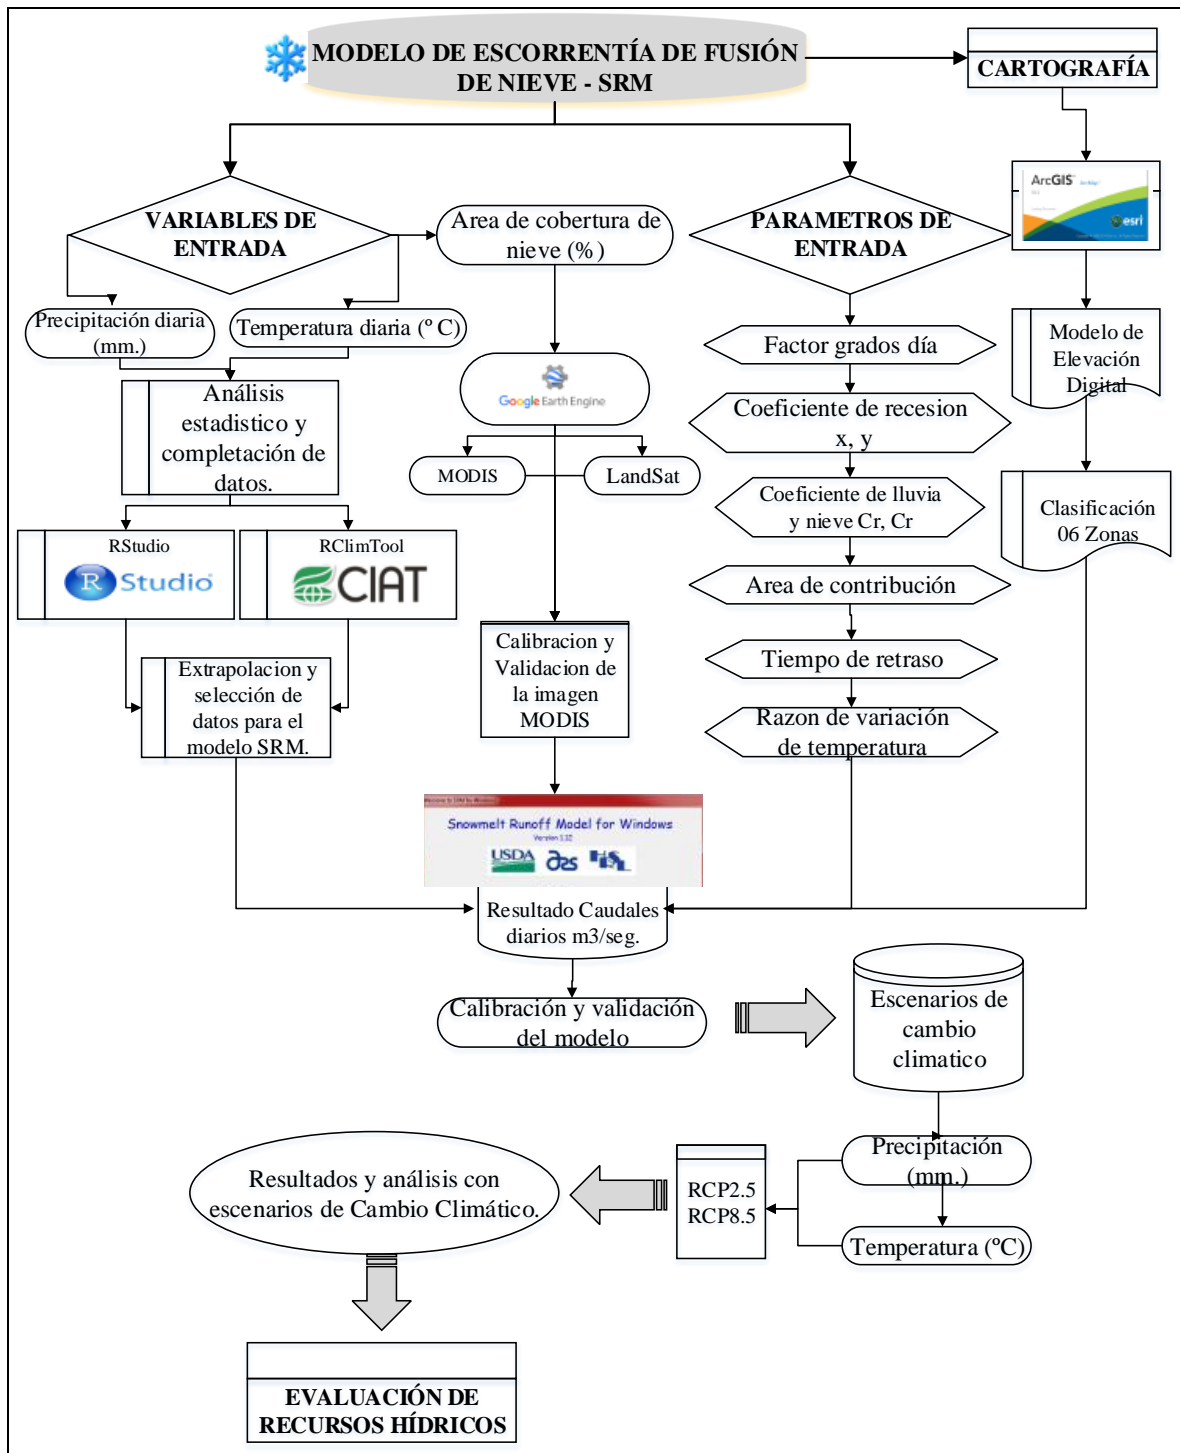 MODELO DE ESCORRENTÍA DE FUSIÓN
DE NIEVE - SRM
CARTOGRAFÍA
ArcGIS
esri
VARIABLES DE
ENTRADA
Area de cobertura de
nieve (%)
PARAMETROS DE
ENTRADA
Precipitación diaria
(mm.)
Temperatura diaria (º C)
Factor grados día
Modelo de
Elevación
Digital
Google Earth Engine
Análisis
estadistico y
completación de
datos.
Coeficiente de recesion
x, y
MODIS
LandSat
Coeficiente de lluvia
y nieve Cr, Cr
Clasificación
06 Zonas
RStudio
R Studio
RClimTool
CIAT
Area de contribución
Calibracion y
Validacion de
la imagen
MODIS
Tiempo de retraso
Extrapolacion y
selección de
datos para el
modelo SRM.
Razon de variación
de temperatura
Welcome to SRM for Windows
Snowmelt Runoff Model for Windows
USDA
Resultado Caudales
diarios m3/seg.
Calibración y validación
del modelo
Escenarios de
cambio
climatico
Precipitación
(mm.)
Temperatura (ºC)
RCP2.5
RCP8.5
Resultados y análisis con
escenarios de Cambio Climático.
EVALUACIÓN DE
RECURSOS HÍDRICOS